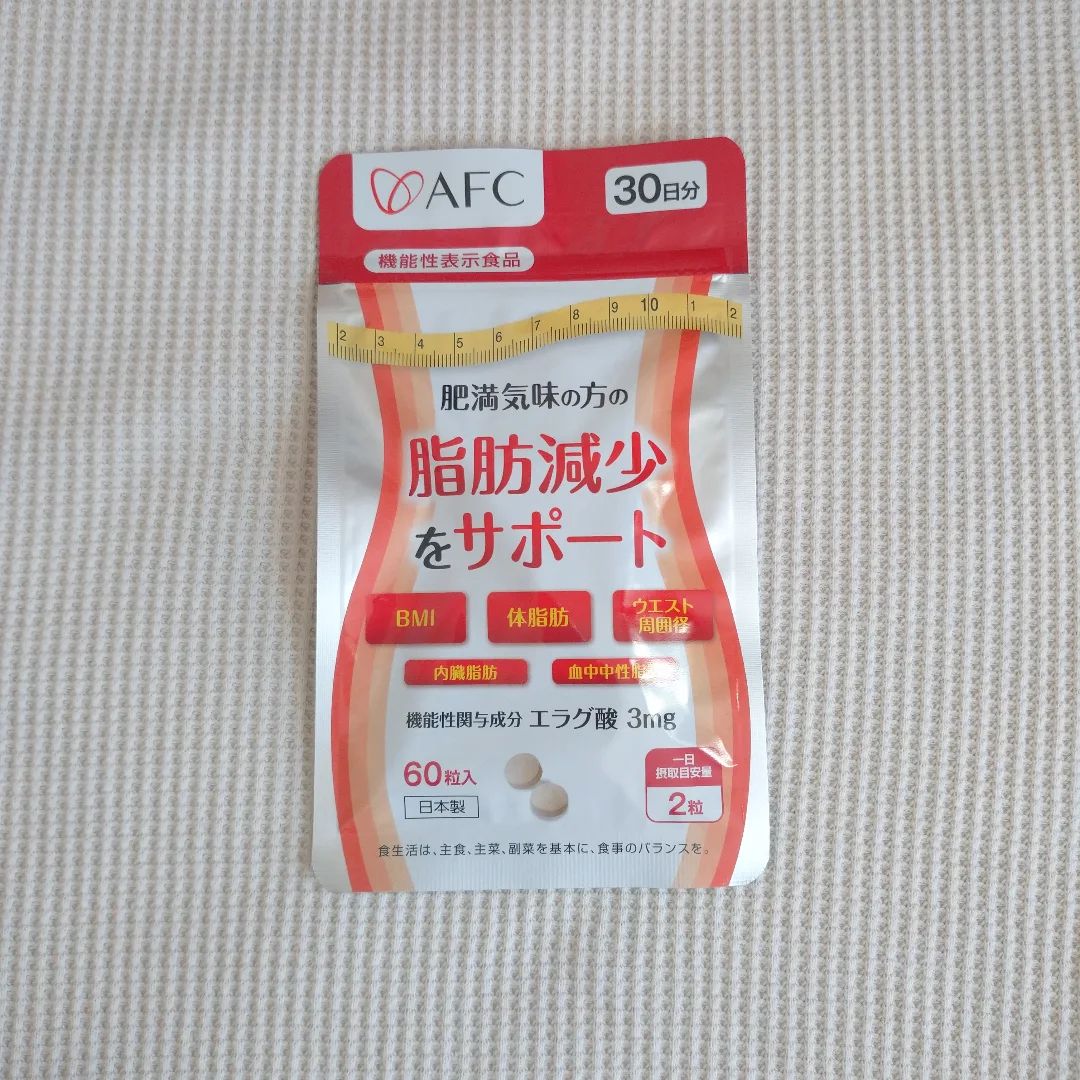 AFC
30日分
機能性表示食品
2 3 4 5 6 7 8 9 10 1 2
肥満気味の方の
脂肪減少
をサポート
BMI
体脂肪
ウエスト
周囲径
内臓脂肪
血中中性脂
機能性関与成分 エラグ酸 3mg
60粒入
日本製
一日
摂取目安量
2粒
食生活は、主食、主菜、副菜を基本に、食事のバランスを。